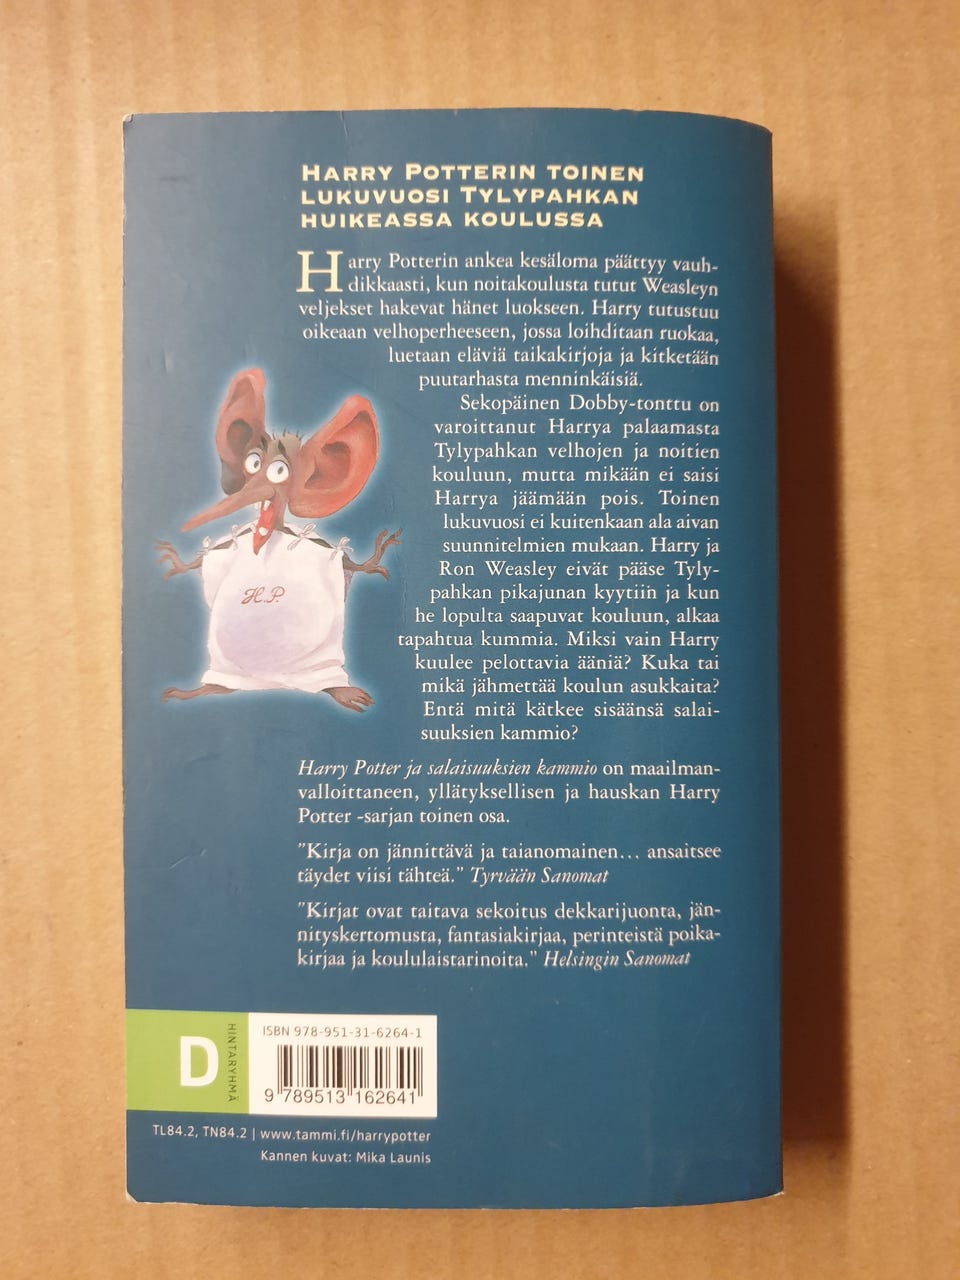 HARRY POTTERIN TOINEN
LUKUVUOSI TYLYPAHKAN
HUIKEASSA KOULUSSA
Harry Potterin ankea kesäloma päättyy vauh-
dikkaasti, kun noitakoulusta tutut Weasleyn
veljekset hakevat hänet luokseen. Harry tutustuu
oikeaan velhoperheeseen, jossa loihditaan ruokaa,
luetaan eläviä taikakirjoja ja kitketään
puutarhasta menninkäisiä.
Sekopäinen Dobby-tonttu on
varoittanut Harrya palaamasta
Tylypahkan velhojen ja noitien
kouluun, mutta mikään ei saisi
Harrya jäämään pois. Toinen
lukuvuosi ei kuitenkaan ala aivan
suunnitelmien mukaan. Harry ja
Ron Weasley eivät pääse Tyly-
pahkan pikajunan kyytiin ja kun
he lopulta saapuvat kouluun, alkaa
tapahtua kummia. Miksi vain Harry
kuulee pelottavia ääniä? Kuka tai
mikä jähmettää koulun asukkaita?
Entä mitä kätkee sisäänsä salai-
suuksien kammio?
H.P.
Harry Potter ja salaisuuksien kammio on maailman-
valloittaneen, yllätyksellisen ja hauskan Harry
Potter -sarjan toinen osa.
"Kirja on jännittävä ja taianomainen... ansaitsee
täydet viisi tähteä." Tyrvään Sanomat
"Kirjat ovat taitava sekoitus dekkarijuonta, jän-
nityskertomusta, fantasiakirjaa, perinteistä poika-
kirjaa ja koululaistarinoita." Helsingin Sanomat
D
HINTARYHMÄ
ISBN 978-951-31-6264-1
9 789513 162641
TL84.2, TN84.2 | www.tammi.fi/harrypotter
Kannen kuvat: Mika Launis